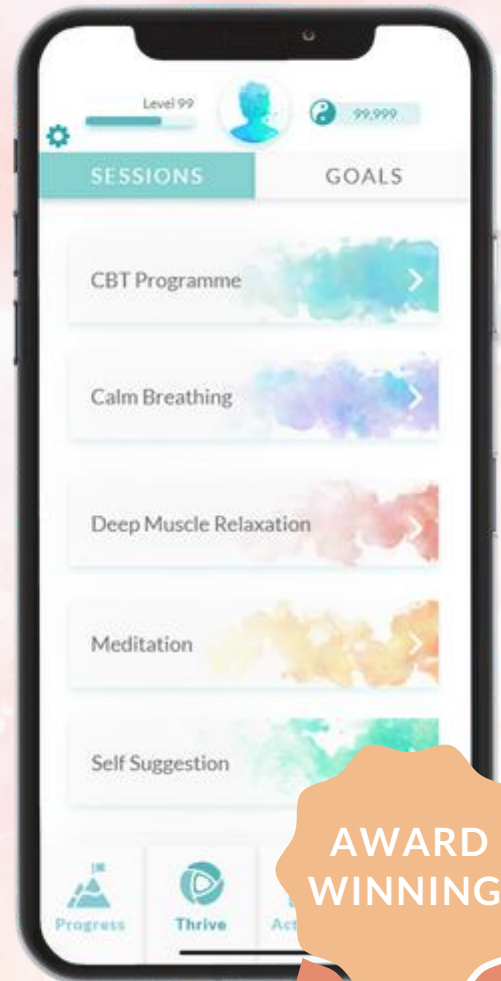 Level 99
99,999
SESSIONS
GOALS
CBT Programme
Calm Breathing
Deep Muscle Relaxation
Meditation
Self Suggestion
Progress
Thrive
AWARD
WINNING